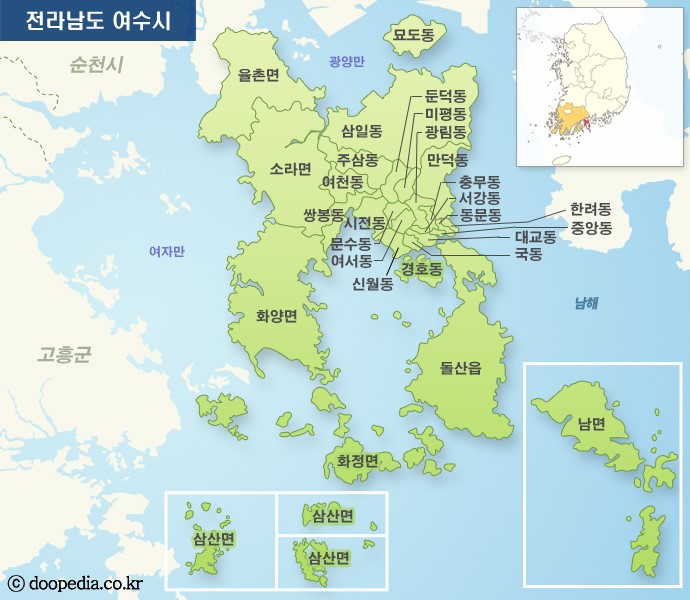 전라남도 여수시
묘도동
순천시
광양만
율촌면
둔덕동
미평동
삼일동
광림동
주삼동
만덕동
소라면
여천동
충무동
서강동
쌍봉동
시전동
동문동
한려동
중앙동
문수동
대교동
여자만
여서동
국동
경호동
신월동
남해
화양면
고흥군
돌산읍
남면
화정면
삼산면
삼산면
삼산면
ⓒ doopedia.co.kr